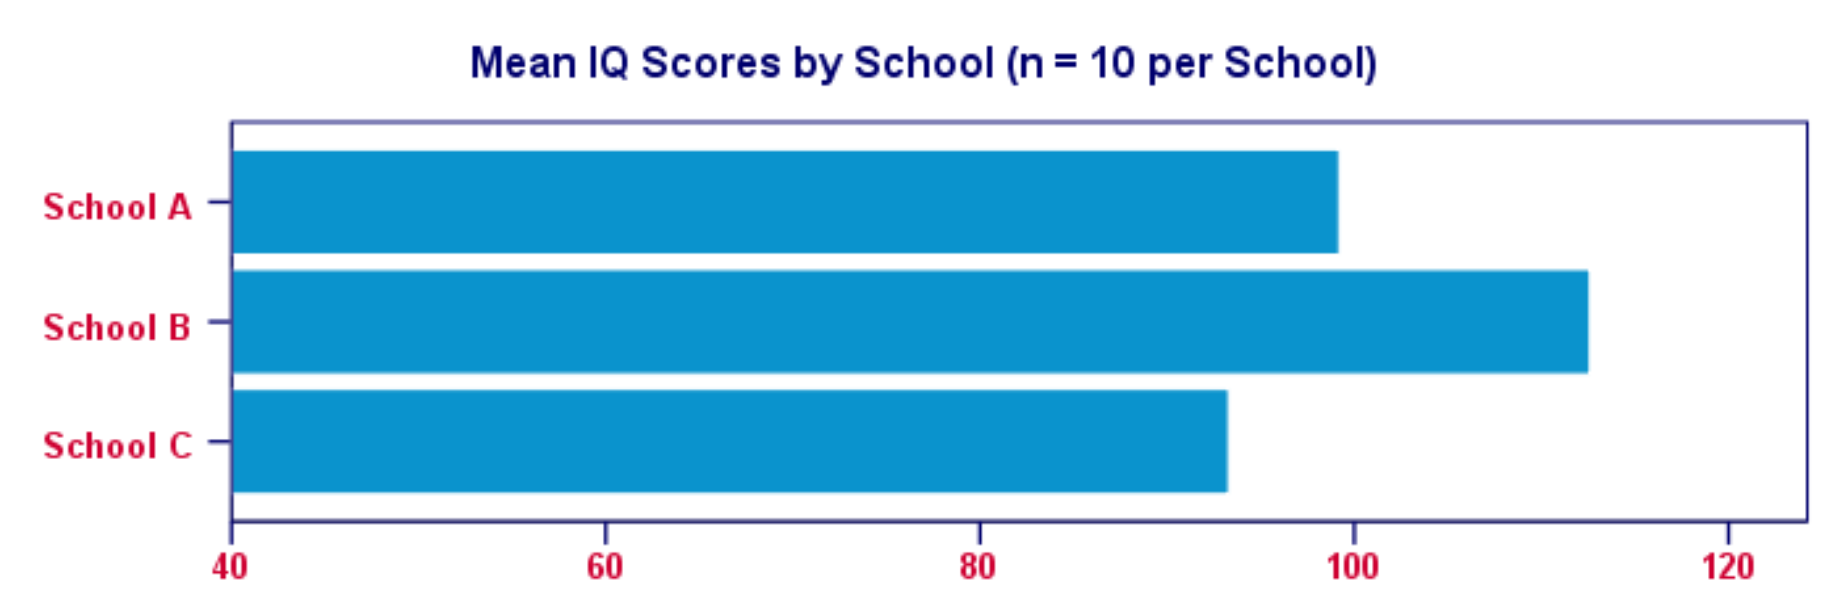 Mean IQ Scores by School (n = 10 per School)
School A
School B
School C
40 60 80 100 120